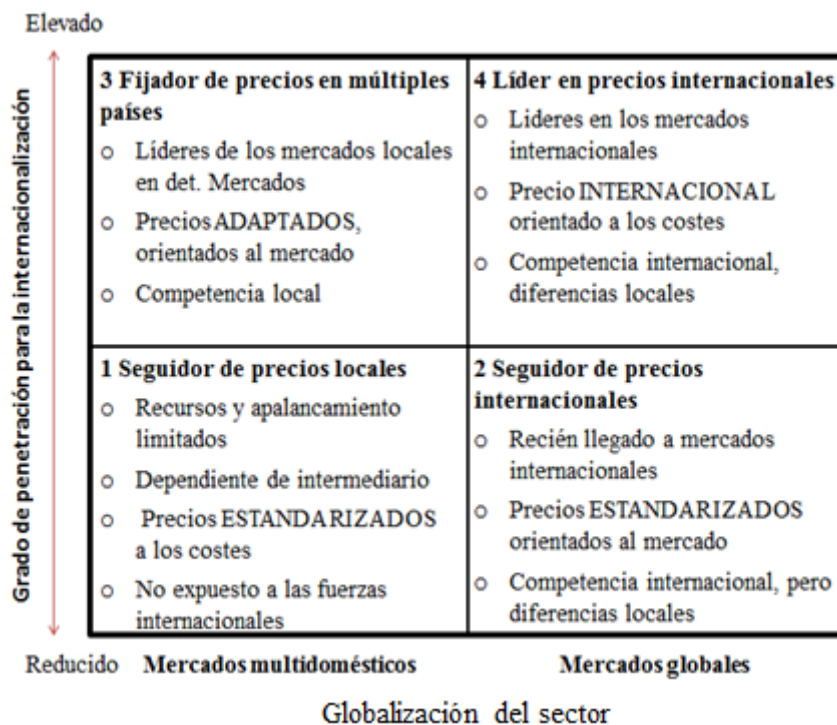 Elevado
Grado de penetración para la internacionalización
3 Fijador de precios en múltiples
países
o Líderes de los mercados locales
en det. Mercados
o Precios ADAPTADOS,
orientados al mercado
o Competencia local
4 Líder en precios internacionales
o Lideres en los mercados
internacionales
o Precio INTERNACIONAL
orientado a los costes
o Competencia internacional,
diferencias locales
1 Seguidor de precios locales
o Recursos y apalancamiento
limitados
o Dependiente de intermediario
o Precios ESTANDARIZADOS
a los costes
o No expuesto a las fuerzas
internacionales
2 Seguidor de precios
internacionales
o Recién llegado a mercados
internacionales
o Precios ESTANDARIZADOS
orientados al mercado
o Competencia internacional, pero
diferencias locales
Reducido
Mercados multidomésticos
Mercados globales
Globalización del sector